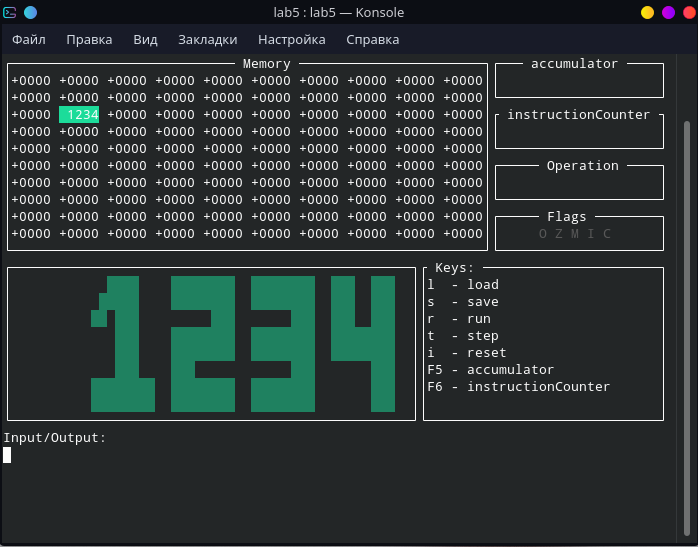 lab5 : lab5 — Konsole
Файл Правка Вид Закладки Настройка Справка
Memory
+0000 +0000 +0000 +0000 +0000 +0000 +0000 +0000 +0000 +0000
+0000 +0000 +0000 +0000 +0000 +0000 +0000 +0000 +0000 +0000
+0000 1234 +0000 +0000 +0000 +0000 +0000 +0000 +0000 +0000
+0000 +0000 +0000 +0000 +0000 +0000 +0000 +0000 +0000 +0000
+0000 +0000 +0000 +0000 +0000 +0000 +0000 +0000 +0000 +0000
+0000 +0000 +0000 +0000 +0000 +0000 +0000 +0000 +0000 +0000
+0000 +0000 +0000 +0000 +0000 +0000 +0000 +0000 +0000 +0000
+0000 +0000 +0000 +0000 +0000 +0000 +0000 +0000 +0000 +0000
+0000 +0000 +0000 +0000 +0000 +0000 +0000 +0000 +0000 +0000
+0000 +0000 +0000 +0000 +0000 +0000 +0000 +0000 +0000 +0000
accumulator
instructionCounter
Operation
Flags
O Z M I C
1234
Keys:
l - load
s - save
r - run
t - step
i - reset
F5 - accumulator
F6 - instructionCounter
Input/Output: